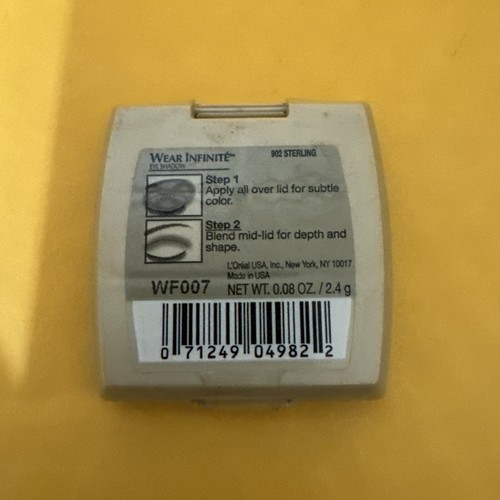 WEAR INFINITÉ™ 902 STERLING
EYE SHADOW
Step 1
Apply all over lid for subtle
color.
Step 2
Blend mid-lid for depth and
shape.
L'Oréal USA, Inc., New York, NY 10017
Made in USA
WF007 NET WT. 0.08 OZ. / 2.4 g
0 71249 04982 2